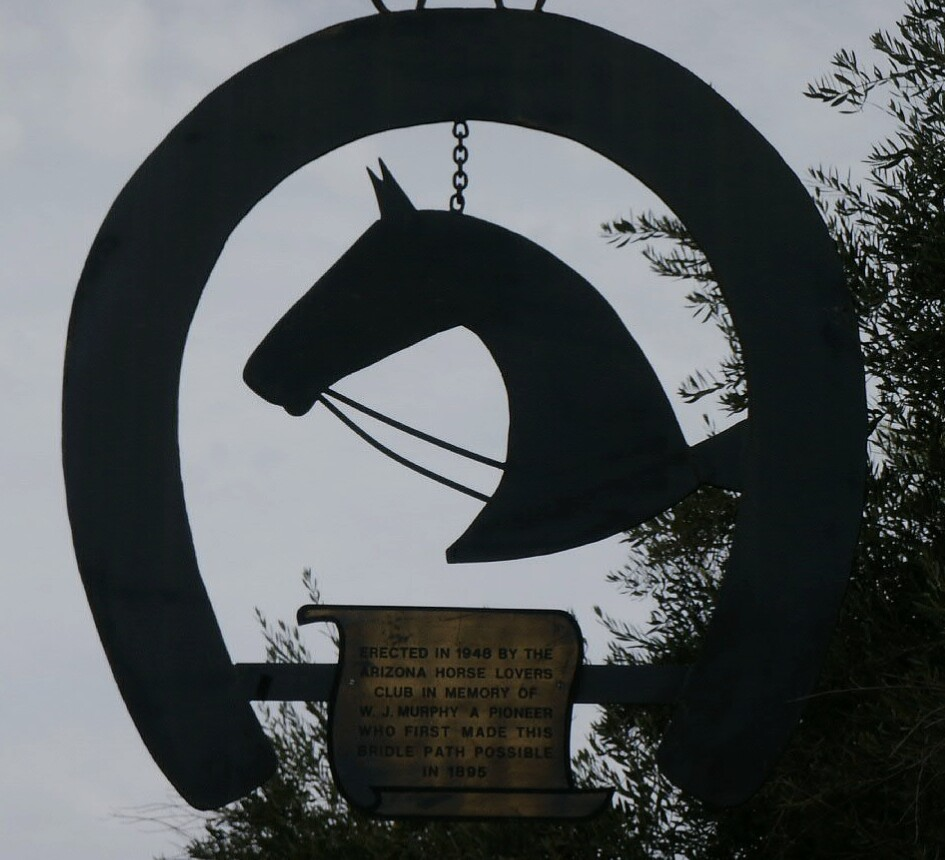 ERECTED IN 1948 BY THE
ARIZONA HORSE LOVERS
CLUB IN MEMORY OF
W. J. MURPHY A PIONEER
WHO FIRST MADE THIS
BRIDLE PATH POSSIBLE
IN 1895